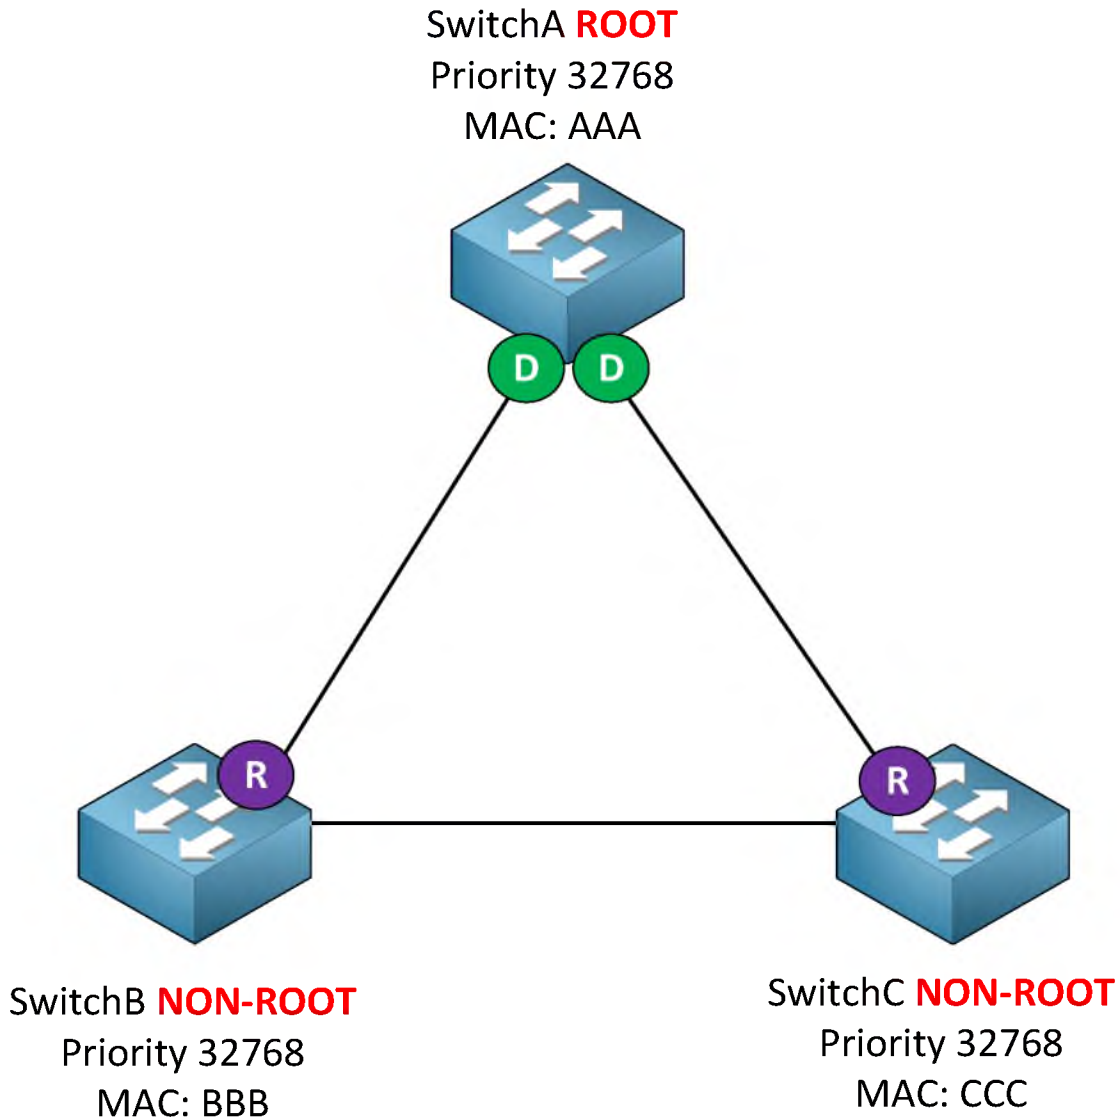 SwitchA ROOT
Priority 32768
MAC: AAA
D D
R
R
SwitchB NON-ROOT
Priority 32768
MAC: BBB
SwitchC NON-ROOT
Priority 32768
MAC: CCC